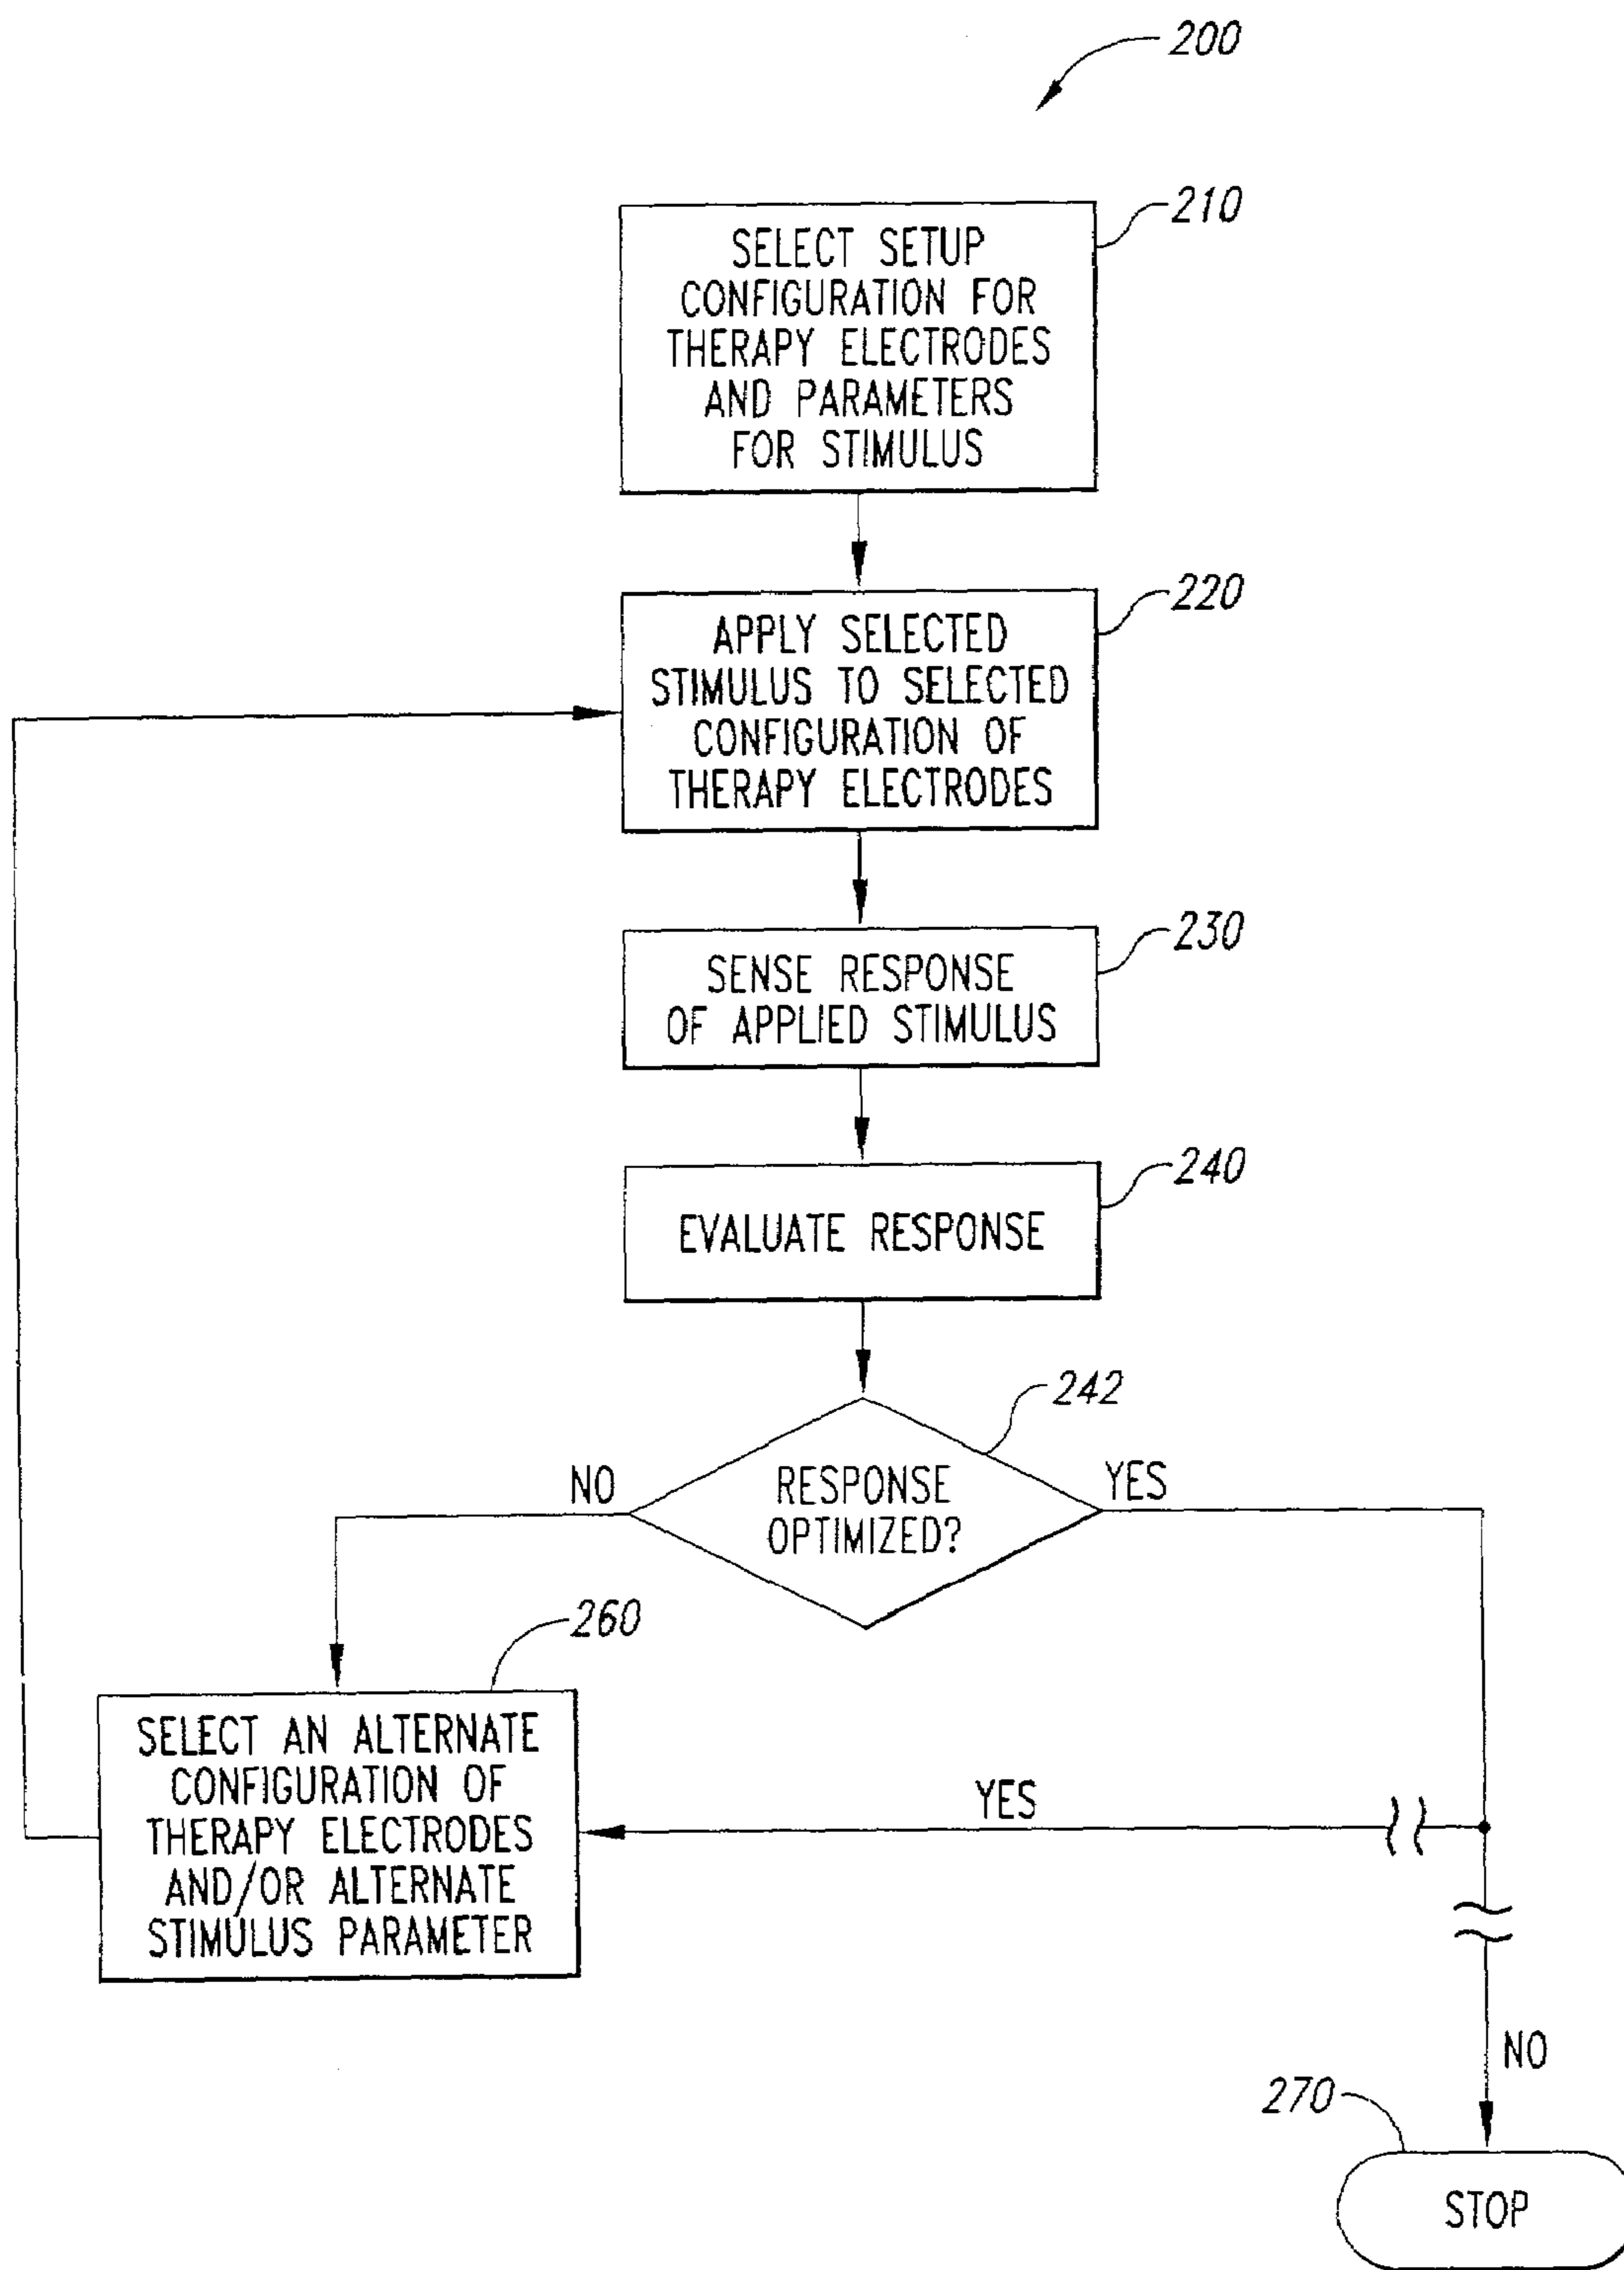 200
210
SELECT SETUP
CONFIGURATION FOR
THERAPY ELECTRODES
AND PARAMETERS
FOR STIMULUS
220
APPLY SELECTED
STIMULUS TO SELECTED
CONFIGURATION OF
THERAPY ELECTRODES
230
SENSE RESPONSE
OF APPLIED STIMULUS
240
EVALUATE RESPONSE
242
NO
RESPONSE
OPTIMIZED?
YES
260
SELECT AN ALTERNATE
CONFIGURATION OF
THERAPY ELECTRODES
AND/OR ALTERNATE
STIMULUS PARAMETER
YES
NO
270
STOP